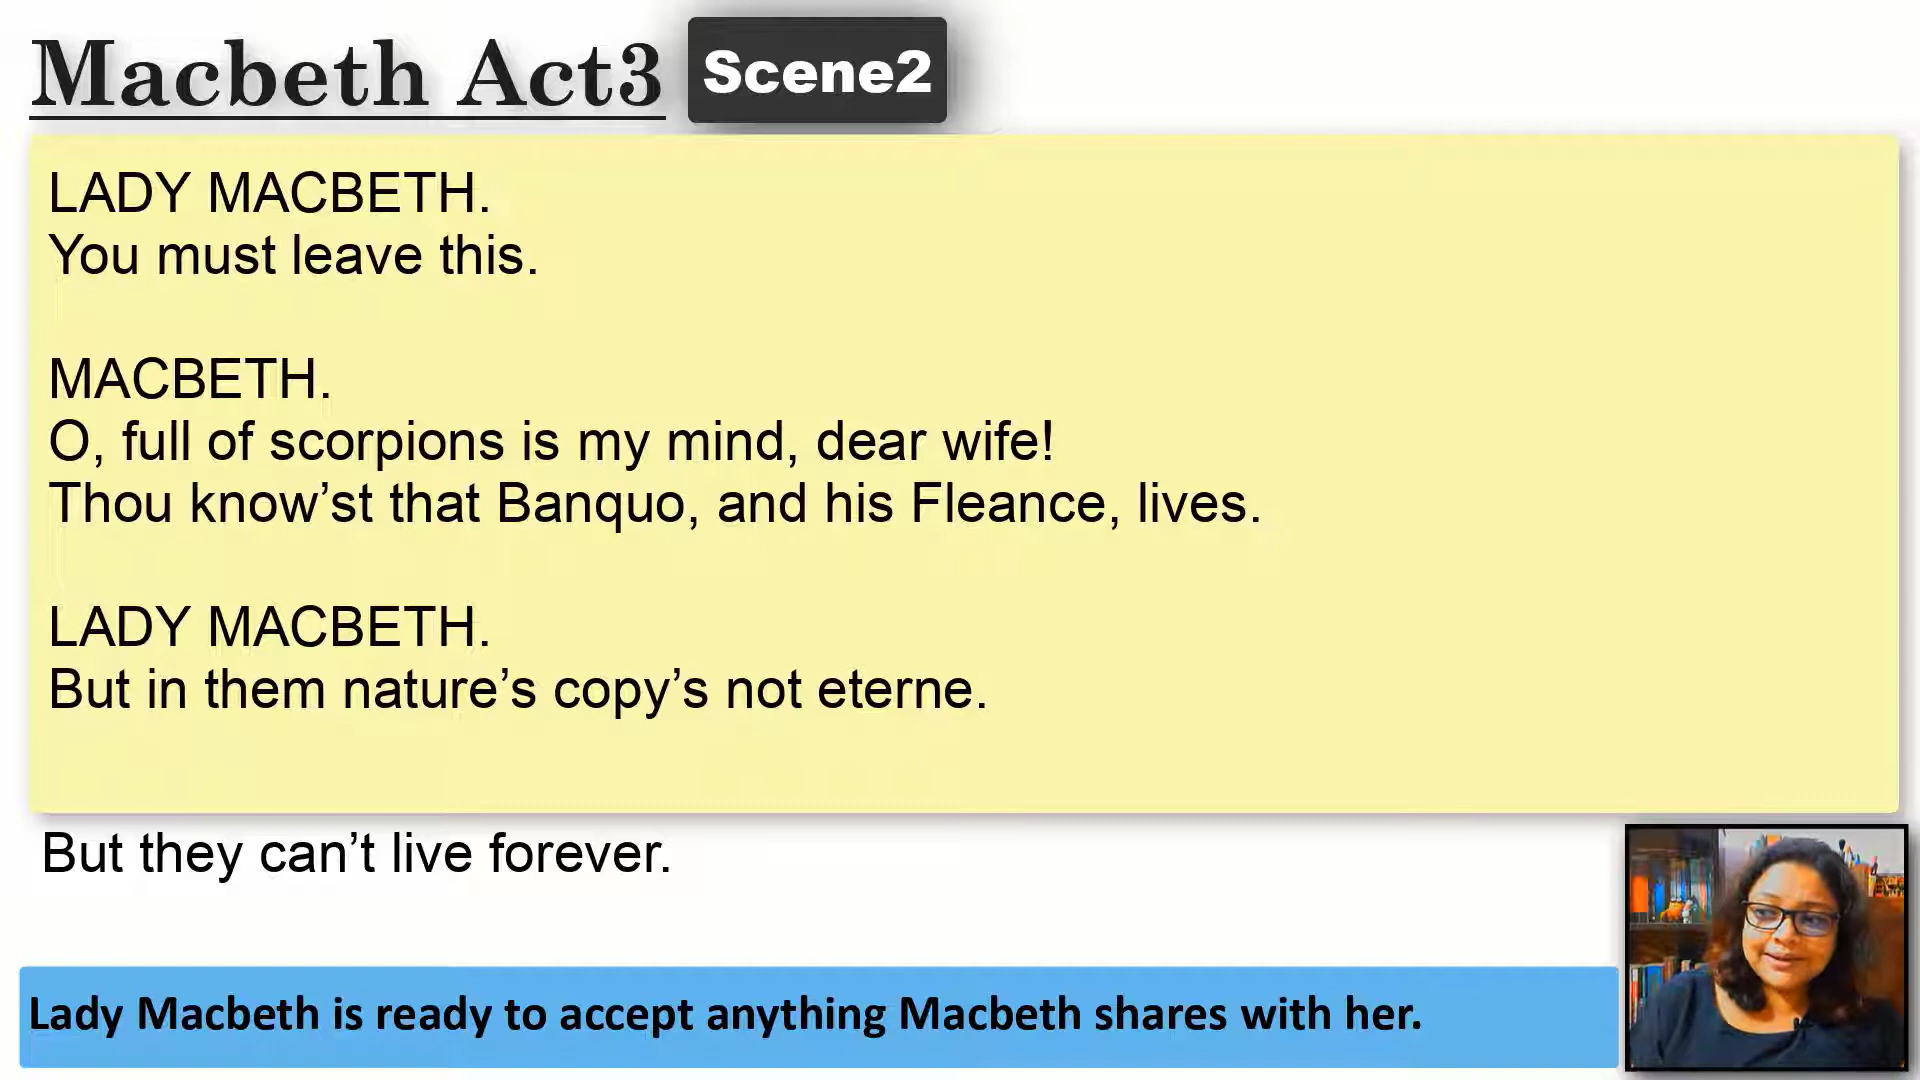 Macbeth Act3 Scene2
LADY MACBETH.
You must leave this.
MACBETH.
O, full of scorpions is my mind, dear wife!
Thou know’st that Banquo, and his Fleance, lives.
LADY MACBETH.
But in them nature’s copy’s not eterne.
But they can’t live forever.
Lady Macbeth is ready to accept anything Macbeth shares with her.